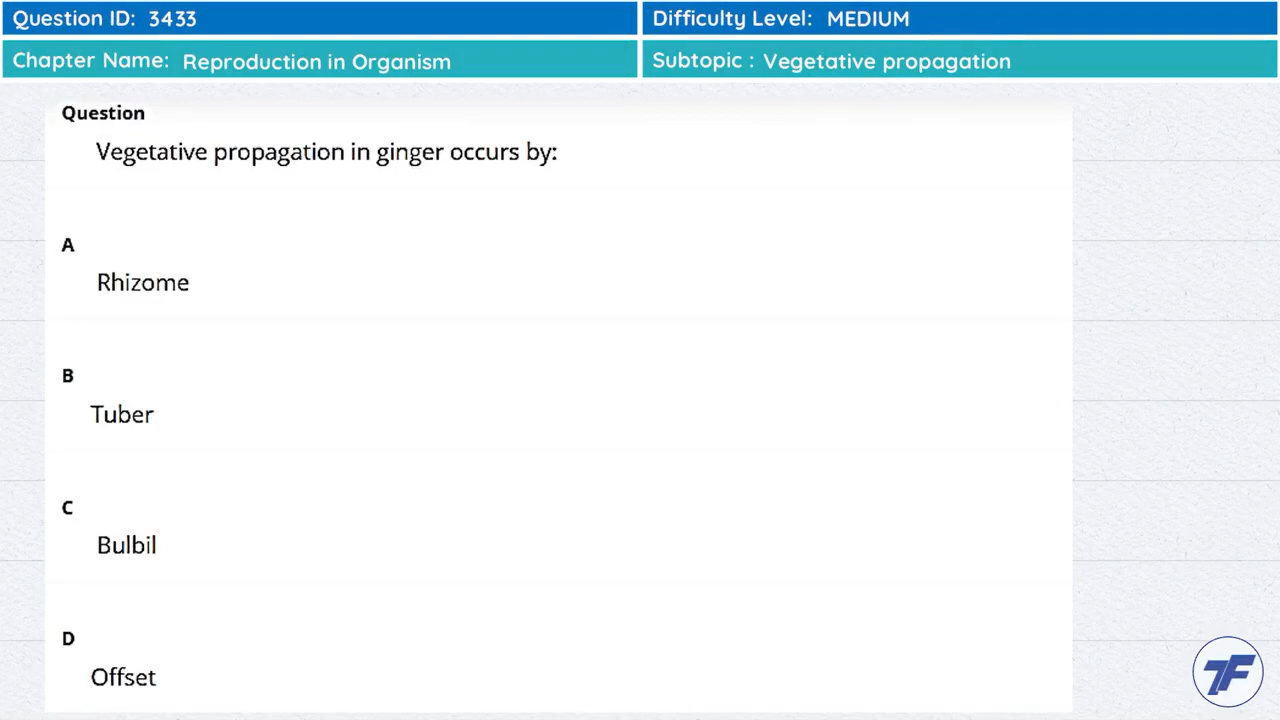 Question ID: 3433
Difficulty Level: MEDIUM
Chapter Name: Reproduction in Organism
Subtopic : Vegetative propagation
Question
Vegetative propagation in ginger occurs by:
A
Rhizome
B
Tuber
C
Bulbil
D
Offset
TF